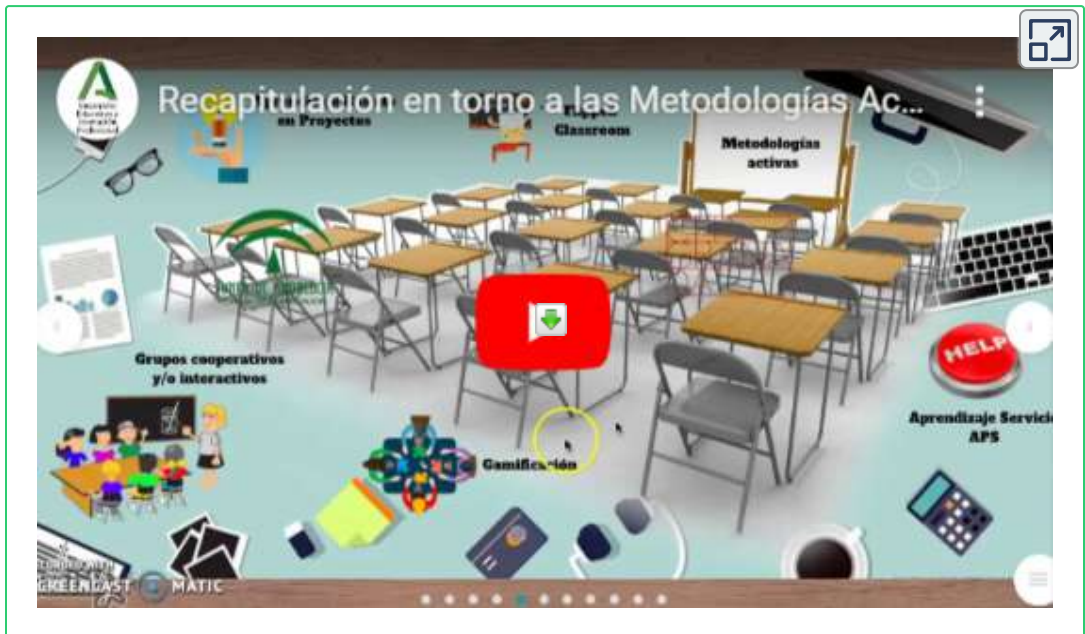 Recapitulación en torno a las Metodologías Ac...
en Proyectos
Classroom
Metodologías
activas
Grupos cooperativos
y/o interactivos
HELP
Aprendizaje Servicio
APS
Gamificación
MATIC